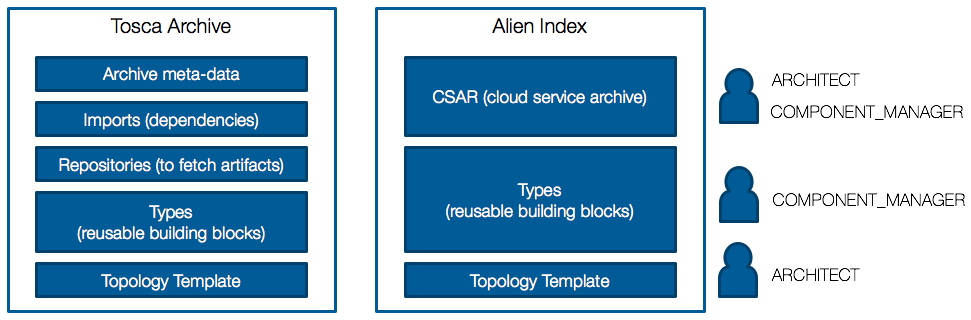 Tosca Archive
Archive meta-data
Imports (dependencies)
Repositories (to fetch artifacts)
Types
(reusable building blocks)
Topology Template
Alien Index
CSAR (cloud service archive)
Types
(reusable building blocks)
Topology Template
ARCHITECT
COMPONENT_MANAGER
COMPONENT_MANAGER
ARCHITECT